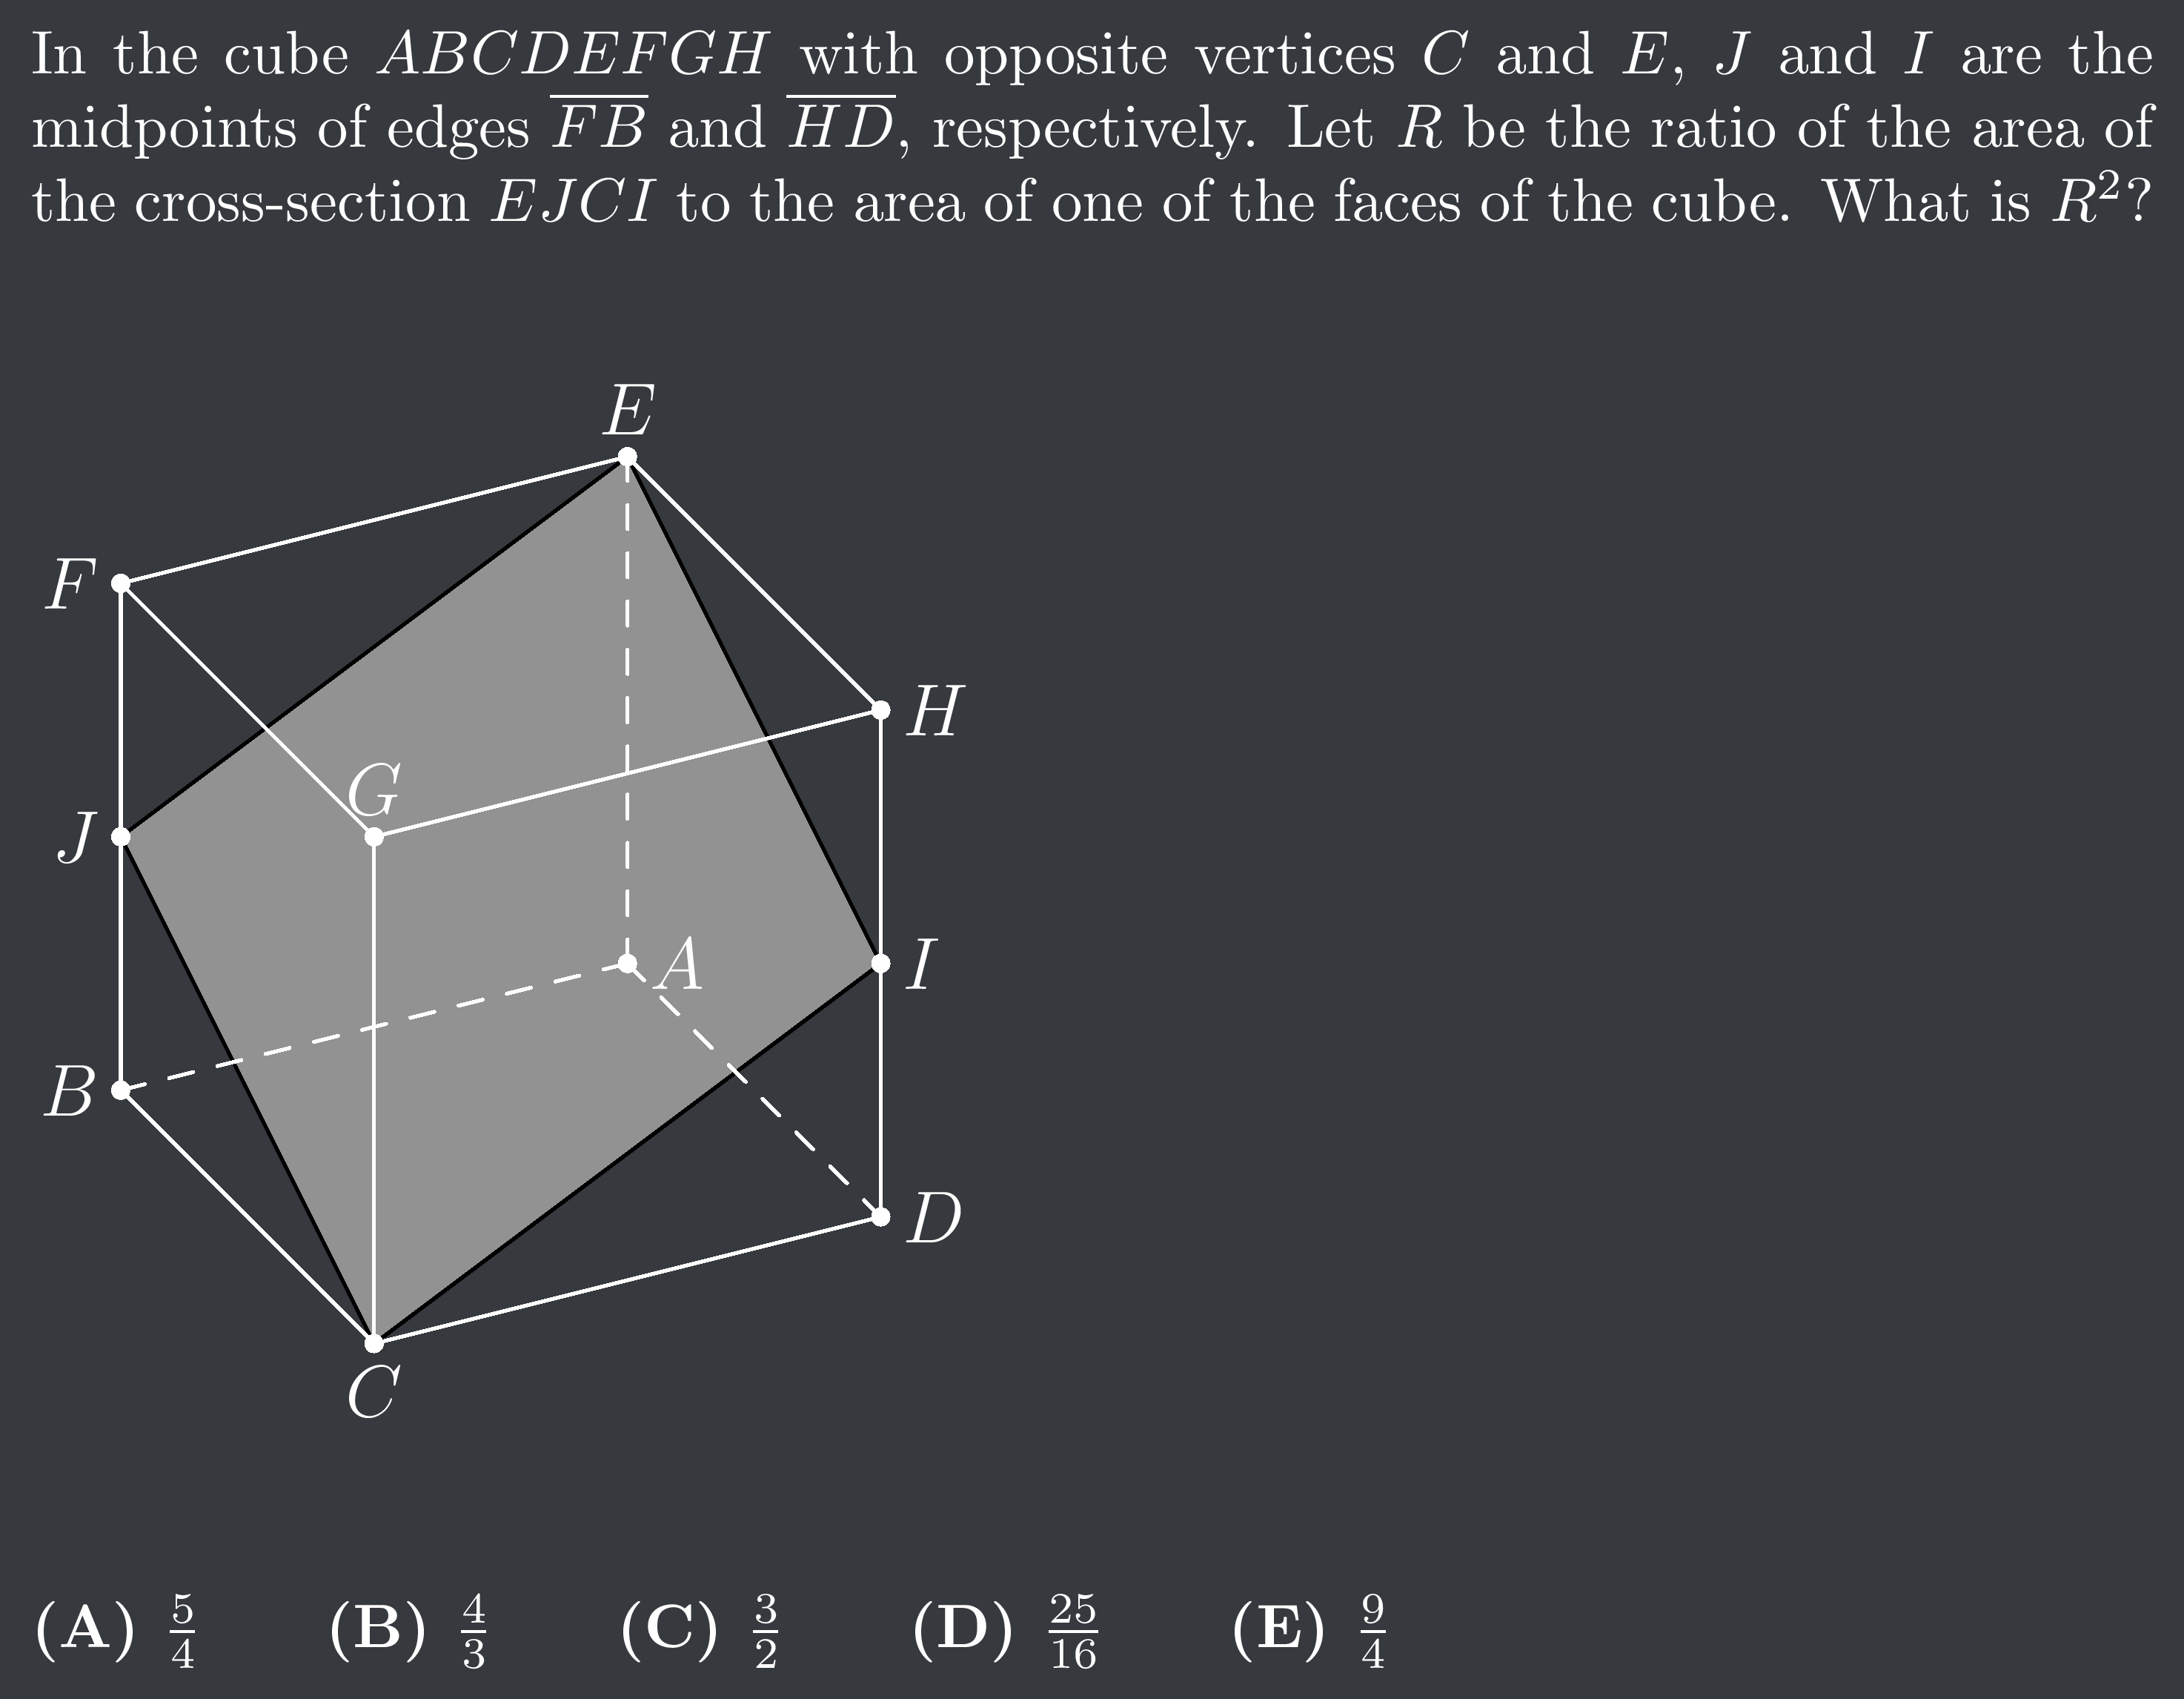 In the cube $ABCDEFGH$ with opposite vertices $C$ and $E$, $J$ and $I$ are the
midpoints of edges $\overline{FB}$ and $\overline{HD}$, respectively. Let $R$ be the ratio of the area of
the cross-section $EJCI$ to the area of one of the faces of the cube. What is $R^2$?
E
F
H
G
J
A
I
B
D
C
(A) $\frac{5}{4}$ (B) $\frac{4}{3}$ (C) $\frac{3}{2}$ (D) $\frac{25}{16}$ (E) $\frac{9}{4}$